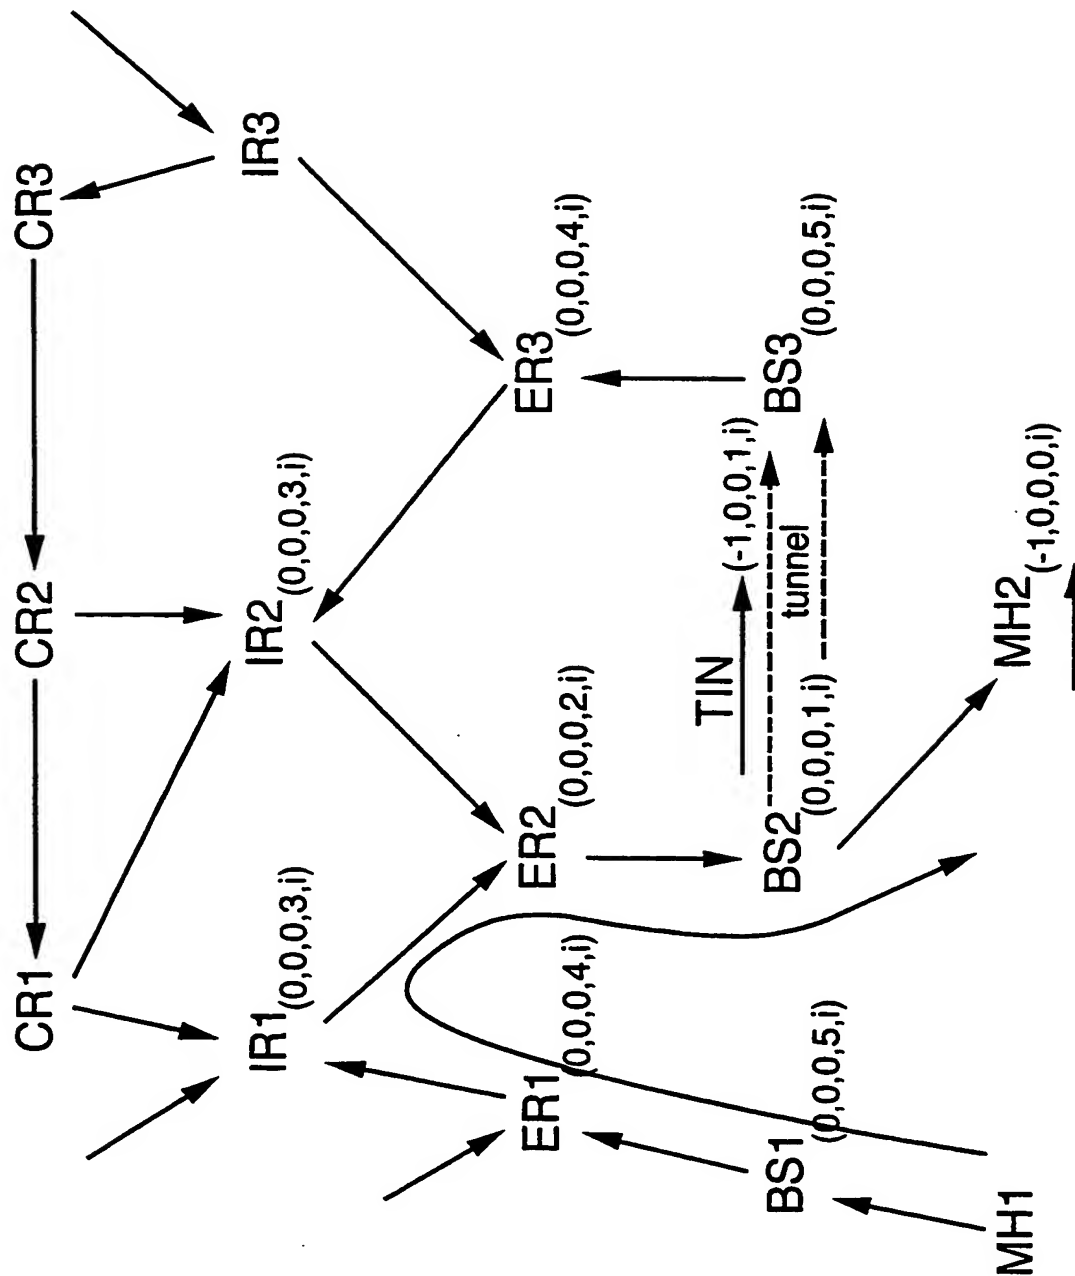 CR1
CR2
CR3
IR1 (0,0,0,3,i)
IR2 (0,0,0,3,i)
IR3
ER1 (0,0,0,4,i)
ER2 (0,0,0,2,i)
ER3 (0,0,0,4,i)
TIN
(-1,0,0,1,i)
tunnel
BS1 (0,0,0,5,i)
BS2 (0,0,0,1,i)
BS3 (0,0,0,5,i)
MH1
MH2 (-1,0,0,0,i)